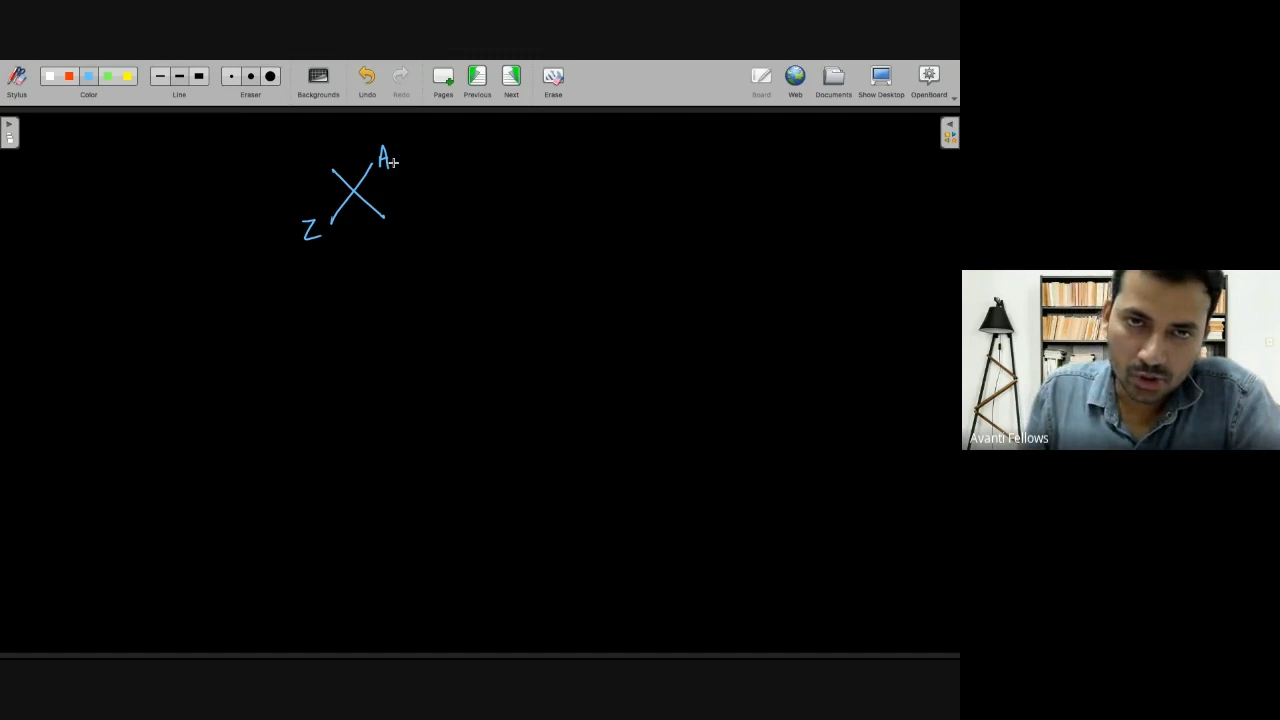 Stylus Color Line Eraser Backgrounds Undo Redo Pages Previous Next Erase Board Web Documents Show Desktop OpenBoard
A
X
Z
Avanti Fellows